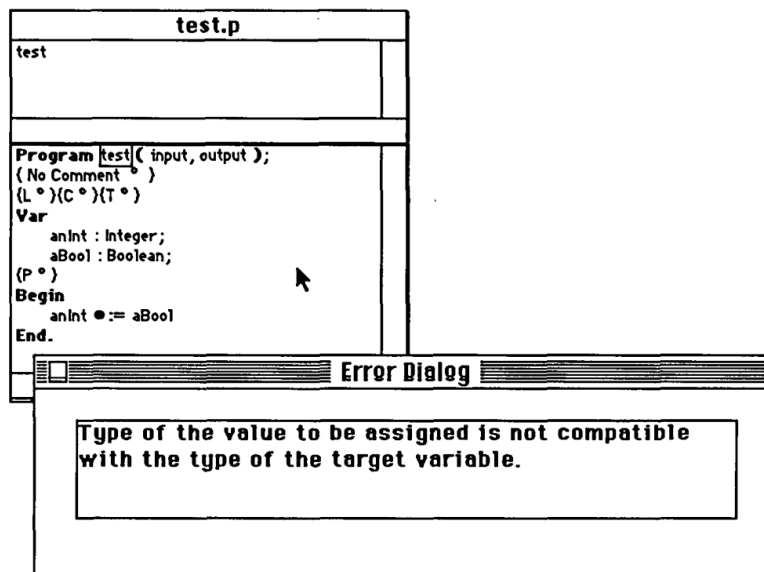 test.p
test
Program test ( input, output );
{ No Comment ° }
{L ° }{C ° }{T ° }
Var
anInt : Integer;
aBool : Boolean;
{P ° }
Begin
anInt ●:= aBool
End.
Error Dialog
Type of the value to be assigned is not compatible
with the type of the target variable.